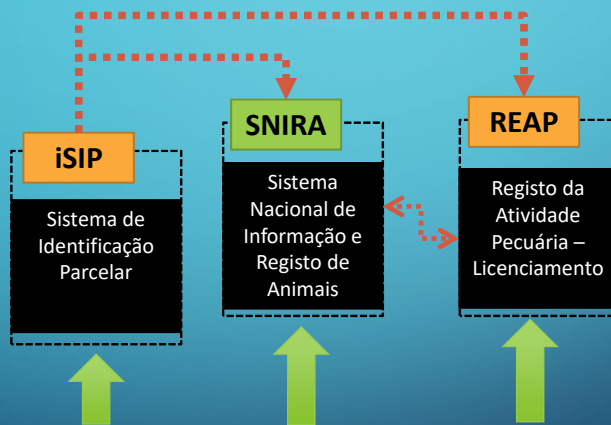 iSIP
Sistema de
Identificação
Parcelar
SNIRA
Sistema
Nacional de
Informação e
Registo de
Animais
REAP
Registo da
Atividade
Pecuária –
Licenciamento